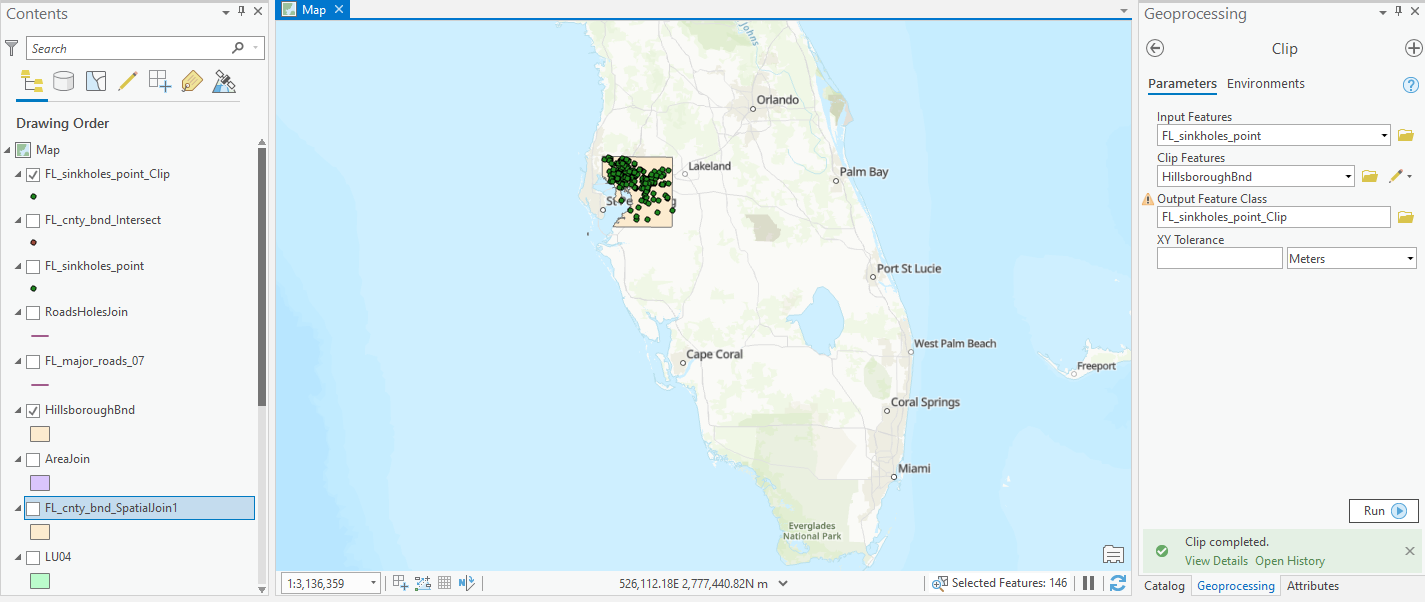 Contents
Search
Drawing Order
Map
FL_sinkholes_point_Clip
FL_cnty_bnd_Intersect
FL_sinkholes_point
RoadsHolesJoin
FL_major_roads_07
HillsboroughBnd
AreaJoin
FL_cnty_bnd_SpatialJoin1
LU04
Map
Johns
Orlando
Lakeland
Palm Bay
Port St Lucie
Cape Coral
West Palm Beach
Freeport
Coral Springs
Miami
Everglades
National Park
1:3,136,359
526,112.18E 2,777,440.82N m
Selected Features: 146
Geoprocessing
Clip
Parameters Environments
?
Input Features
FL_sinkholes_point
Clip Features
HillsboroughBnd
Output Feature Class
FL_sinkholes_point_Clip
XY Tolerance
Meters
Run
Clip completed.
View Details Open History
Catalog Geoprocessing Attributes